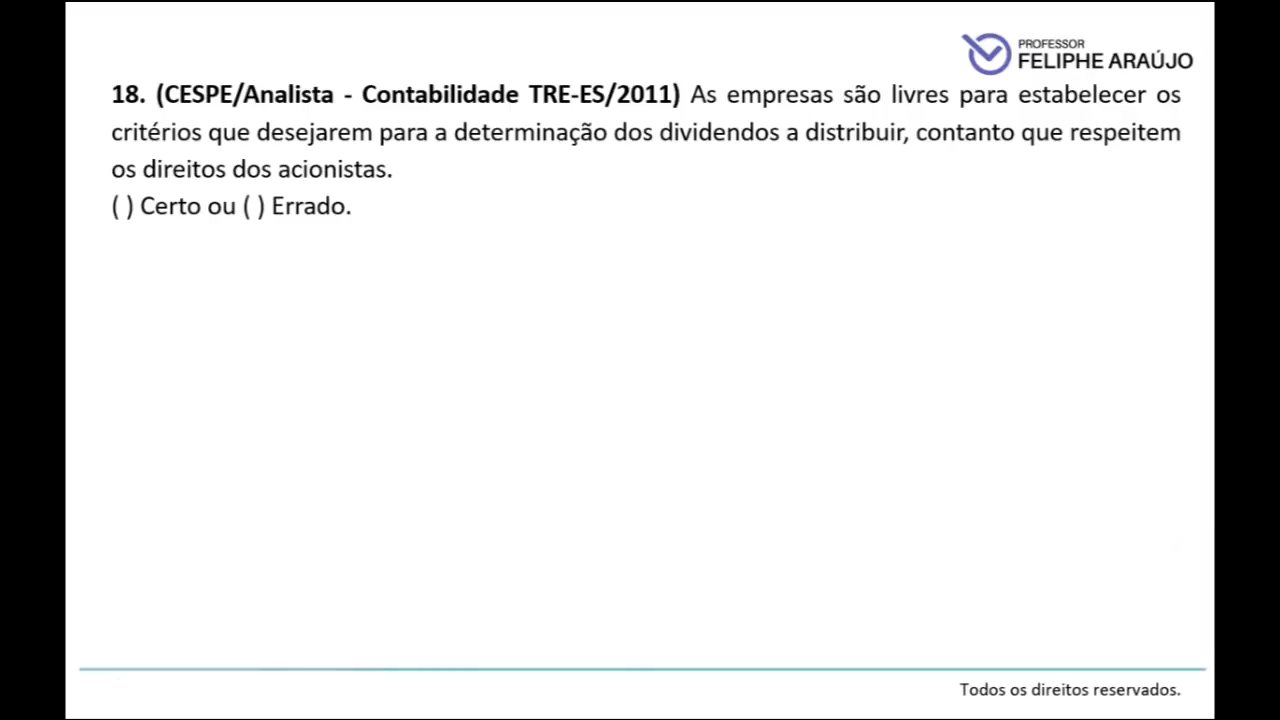 PROFESSOR
FELIPHE ARAÚJO
18. (CESPE/Analista - Contabilidade TRE-ES/2011) As empresas são livres para estabelecer os
critérios que desejarem para a determinação dos dividendos a distribuir, contanto que respeitem
os direitos dos acionistas.
( ) Certo ou ( ) Errado.
Todos os direitos reservados.